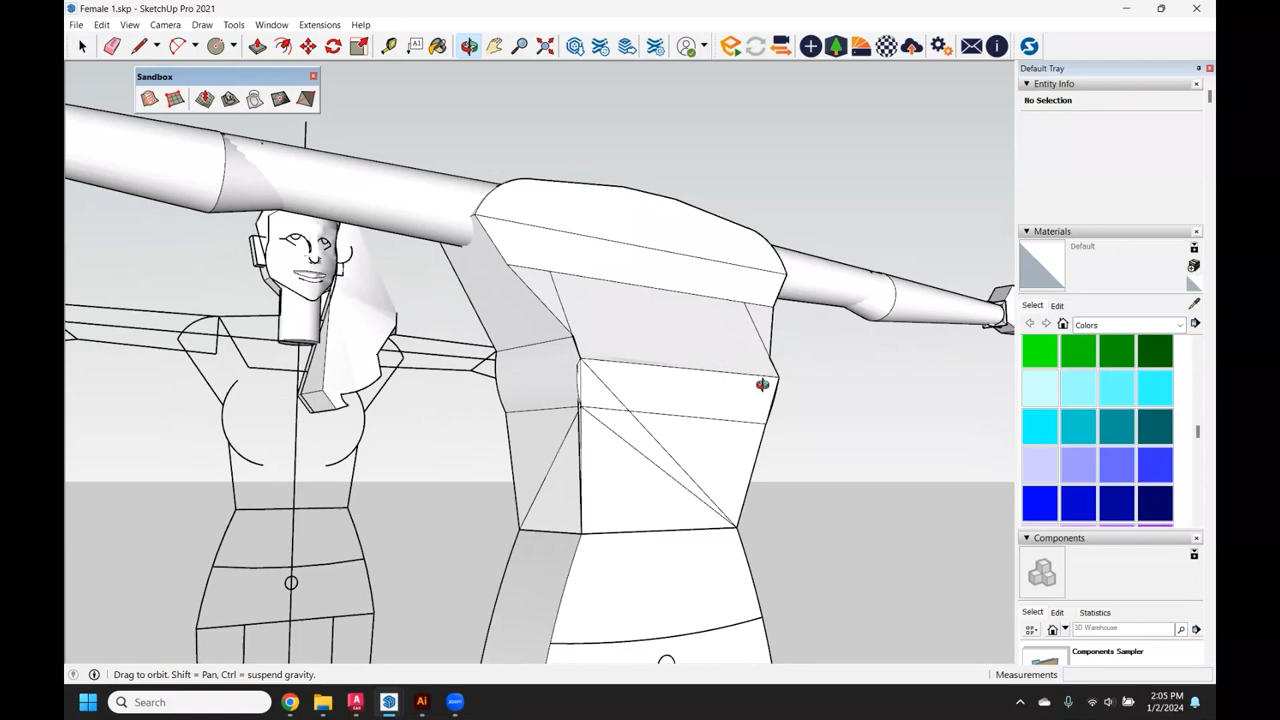 Female 1.skp - SketchUp Pro 2021
File Edit View Camera Draw Tools Window Extensions Help
Sandbox
Default Tray
Entity Info
No Selection
Materials
Default
Select Edit
Colors
Components
Select Edit Statistics
3D Warehouse
Components Sampler
Drag to orbit. Shift = Pan, Ctrl = suspend gravity.
Measurements
Search
A
Ai
zoom
2:05 PM
1/2/2024